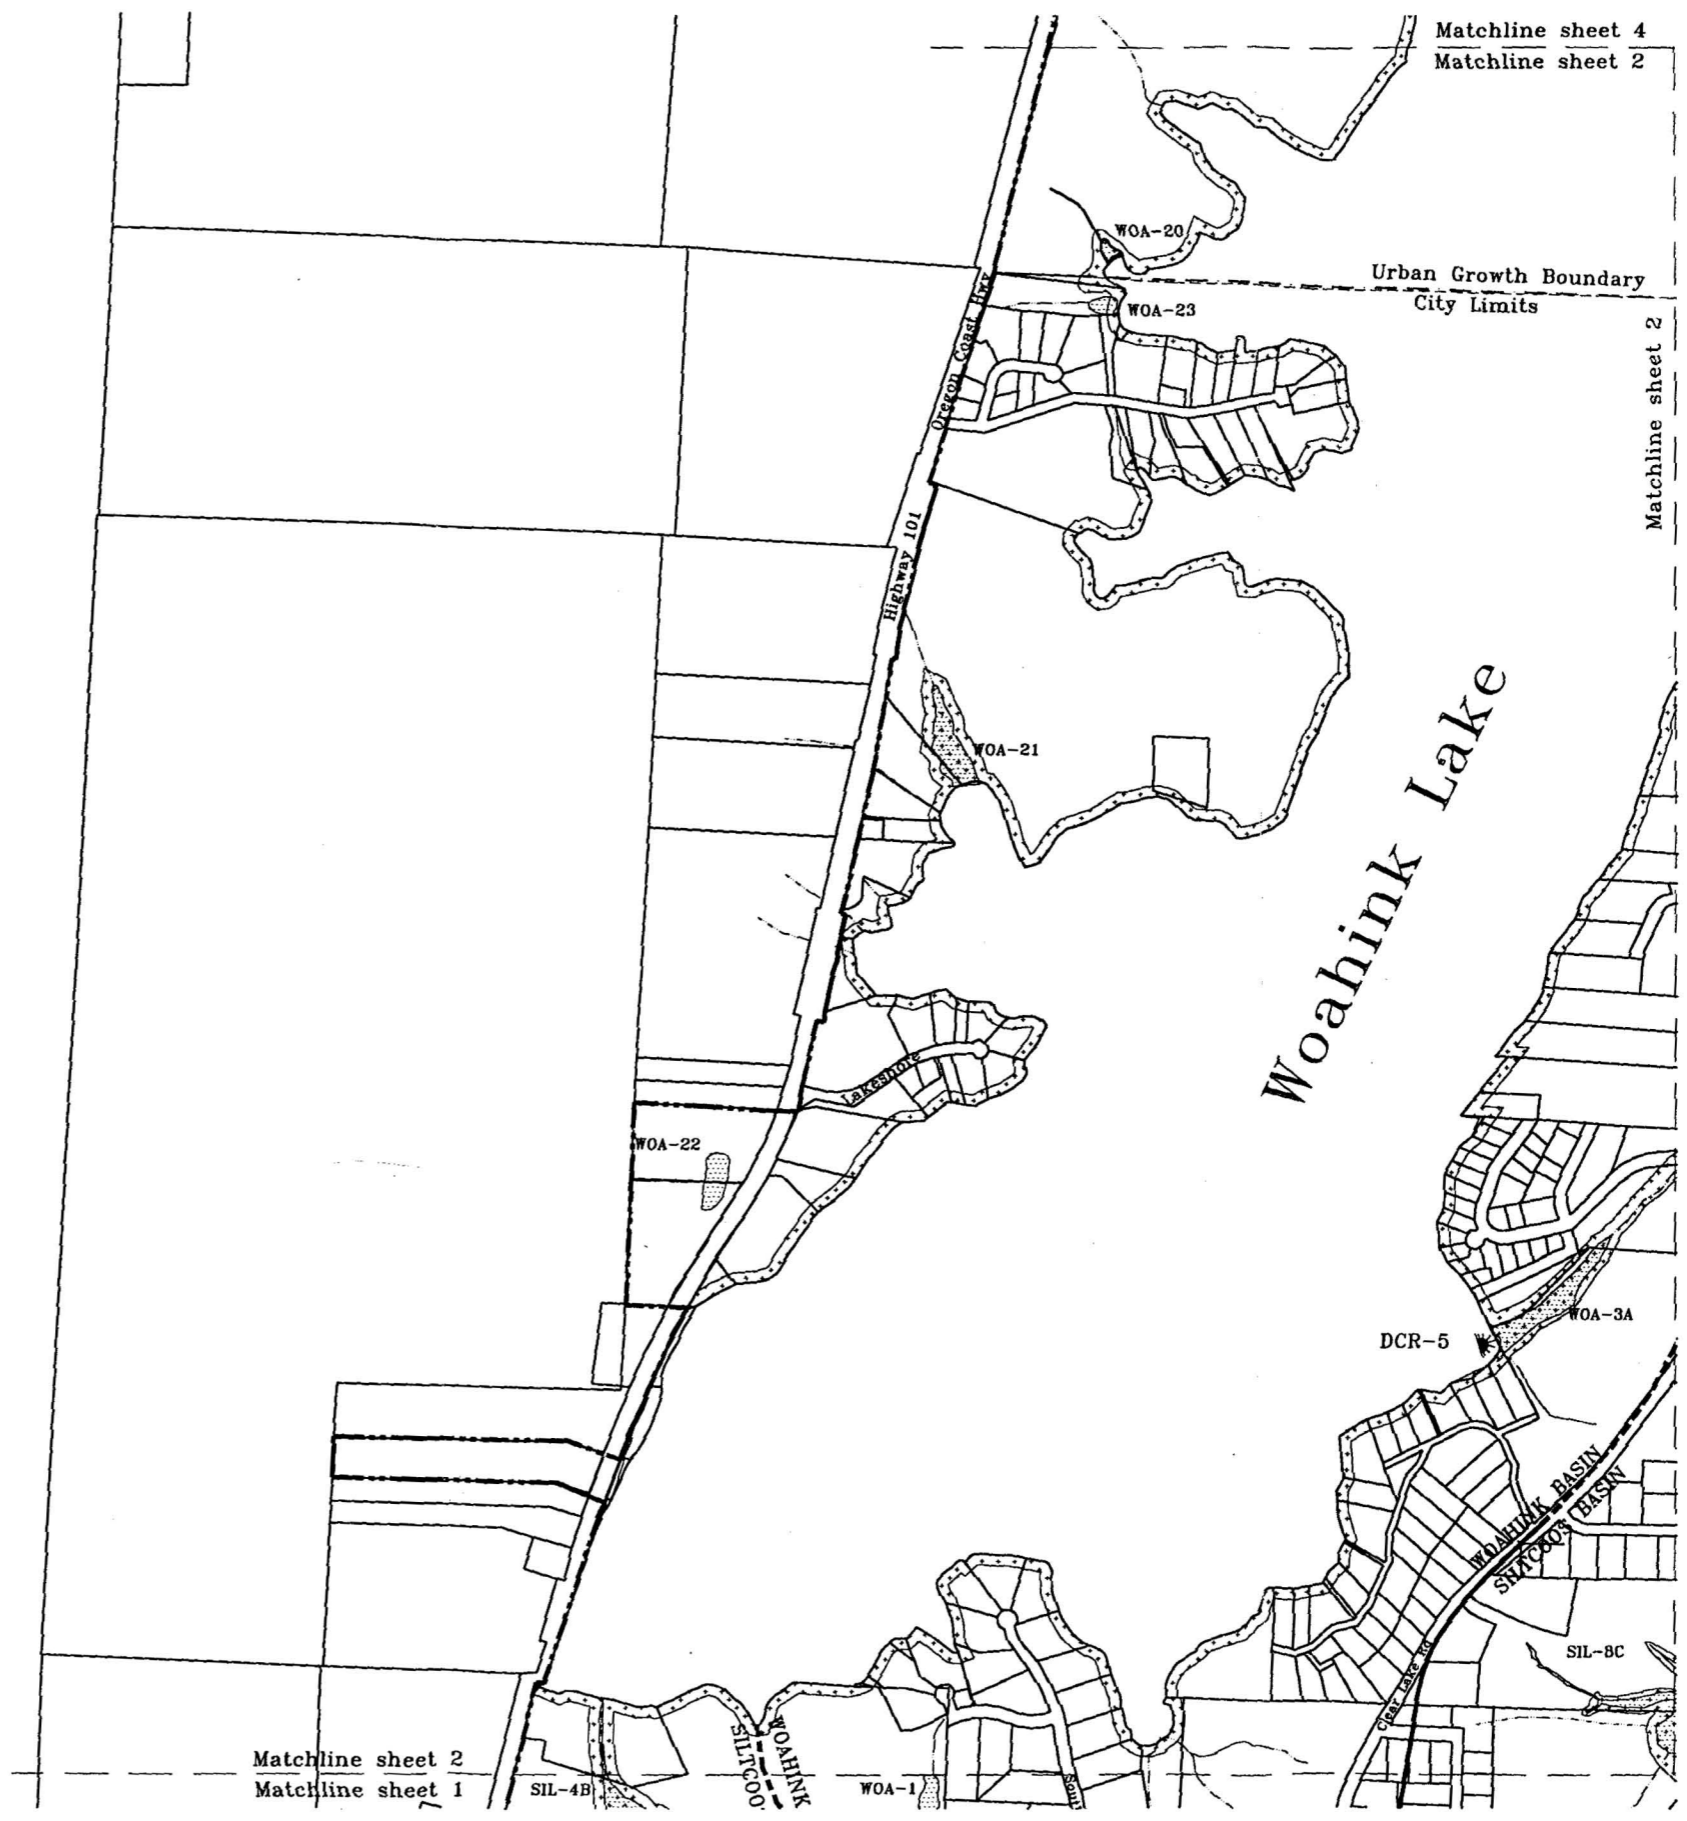 Matchline sheet 4
Matchline sheet 2
WOA-20
Urban Growth Boundary
City Limits
WOA-23
Matchline sheet 2
Oregon Coast Hwy
Highway 101
WOA-21
Woahink Lake
Lakeshore
WOA-22
WOA-3A
DCR-5
WOAHINK BASIN
SILTCOOS BASIN
SIL-8C
Clear Lake Rd
WOAHINK
SILTCOO
Matchline sheet 2
Matchline sheet 1
SIL-4B
WOA-1
Sout